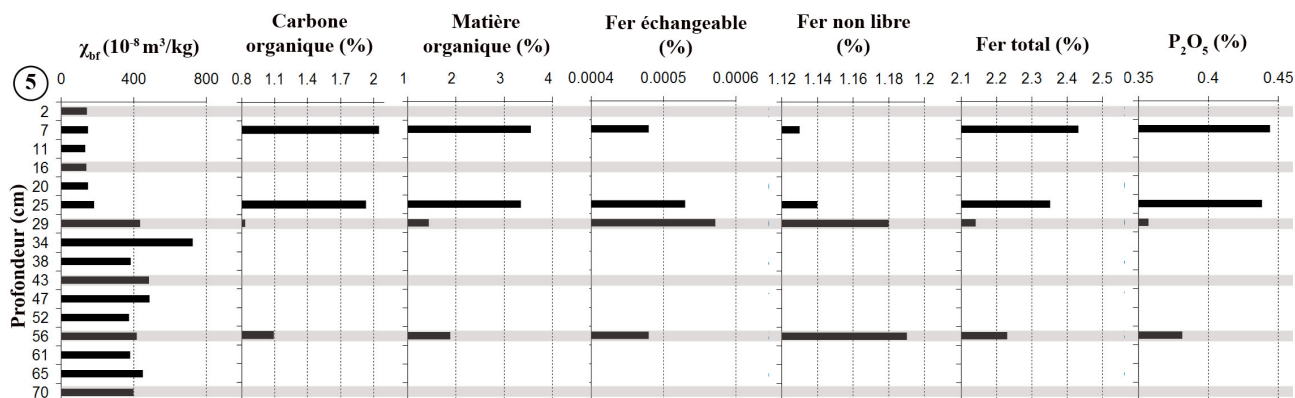 5
χbf (10⁻⁸ m³/kg)
0 400 800
Carbone
organique (%)
0.8 1.1 1.4 1.7 2
Matière
organique (%)
1 2 3 4
Fer échangeable
(%)
0.0004 0.0005 0.0006
Fer non libre
(%)
1.12 1.14 1.16 1.18 1.2
Fer total (%)
2.1 2.2 2.3 2.4 2.5
P₂O₅ (%)
0.35 0.4 0.45
Profondeur (cm)
2
7
11
16
20
25
29
34
38
43
47
52
56
61
65
70